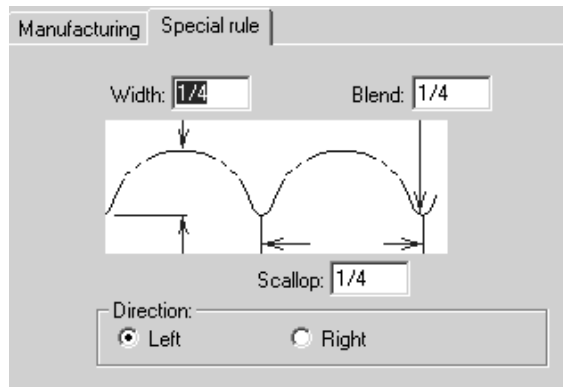 Manufacturing Special rule
Width: 1/4 Blend: 1/4
Scallop: 1/4
Direction:
Left Right